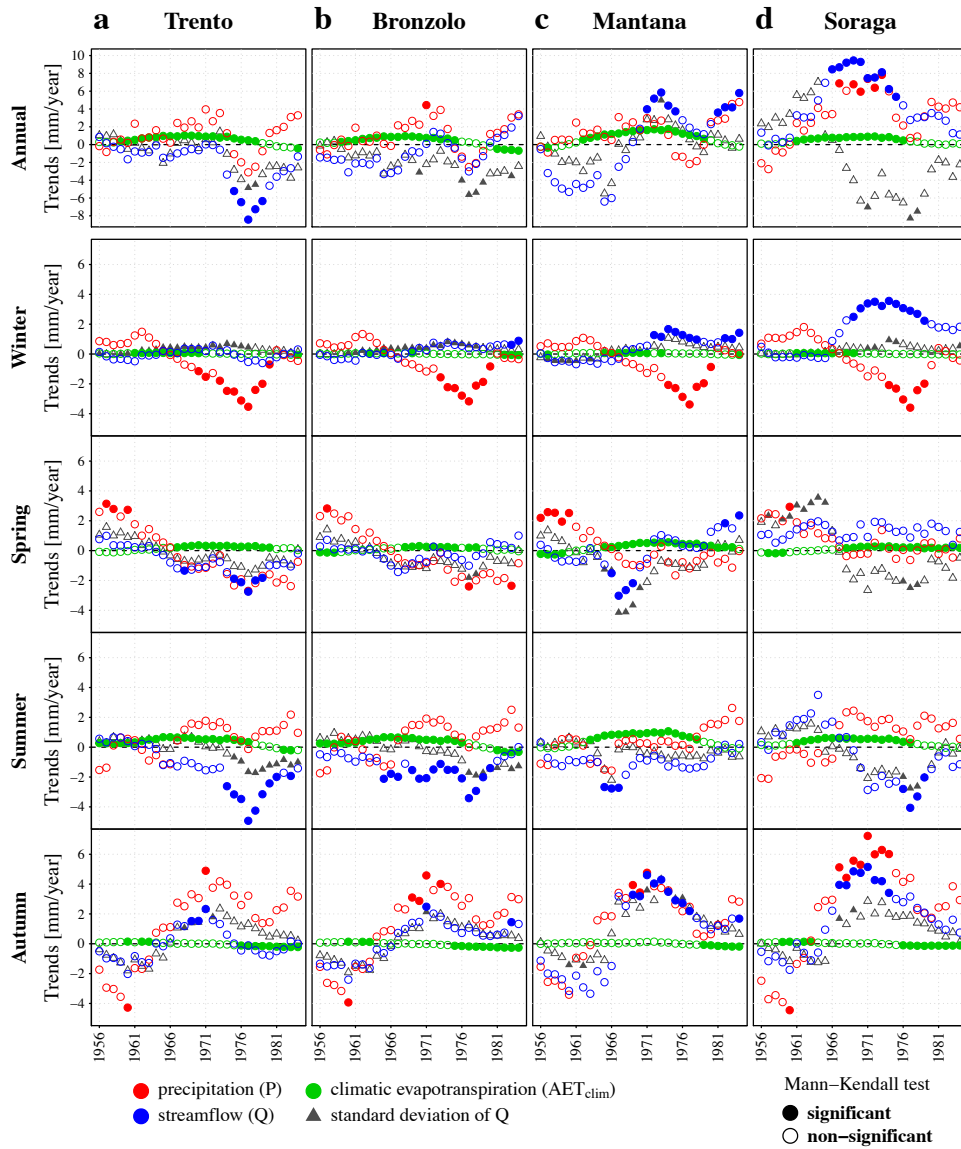 a Trento b Bronzolo c Mantana d Soraga
Annual
Trends [mm/year]
10
8
6
4
2
0
−2
−4
−6
−8
Winter
Trends [mm/year]
6
4
2
0
−2
−4
Spring
Trends [mm/year]
6
4
2
0
−2
−4
Summer
Trends [mm/year]
6
4
2
0
−2
−4
Autumn
Trends [mm/year]
6
4
2
0
−2
−4
1956 1961 1966 1971 1976 1981 1956 1961 1966 1971 1976 1981 1956 1961 1966 1971 1976 1981 1956 1961 1966 1971 1976 1981
precipitation (P) climatic evapotranspiration (AETclim) Mann−Kendall test
streamflow (Q) standard deviation of Q significant
non−significant